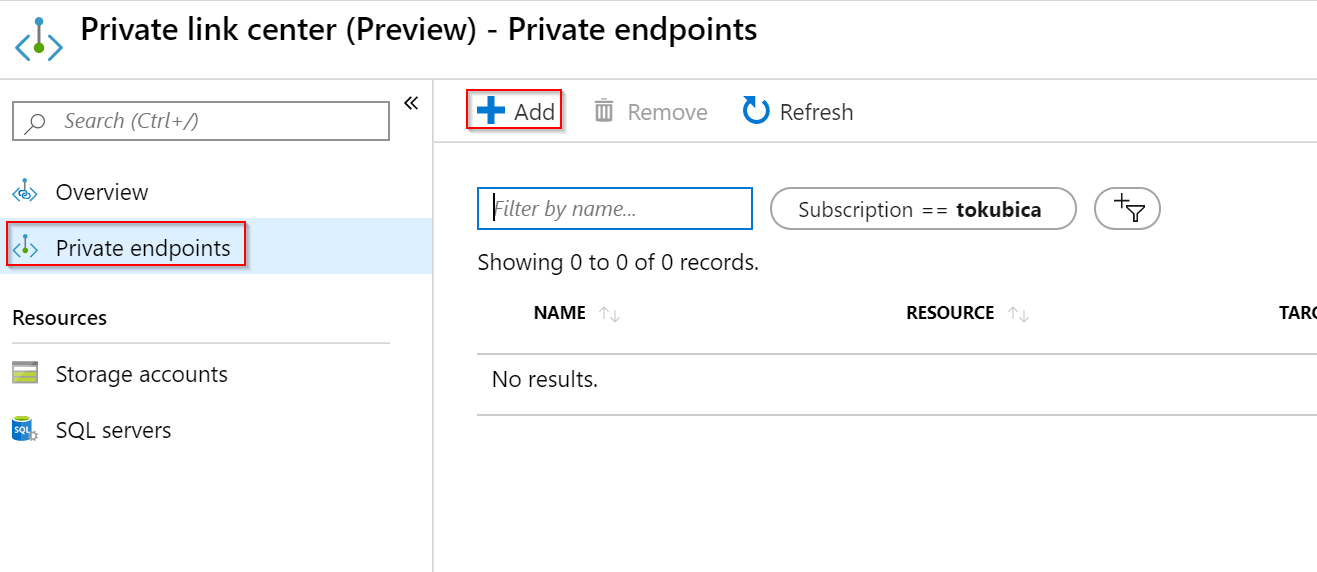 Private link center (Preview) - Private endpoints
Search (Ctrl+/)
«
Overview
Private endpoints
Resources
Storage accounts
SQL servers
Add
Remove
Refresh
Filter by name...
Subscription == tokubica
Showing 0 to 0 of 0 records.
NAME RESOURCE TARG
No results.